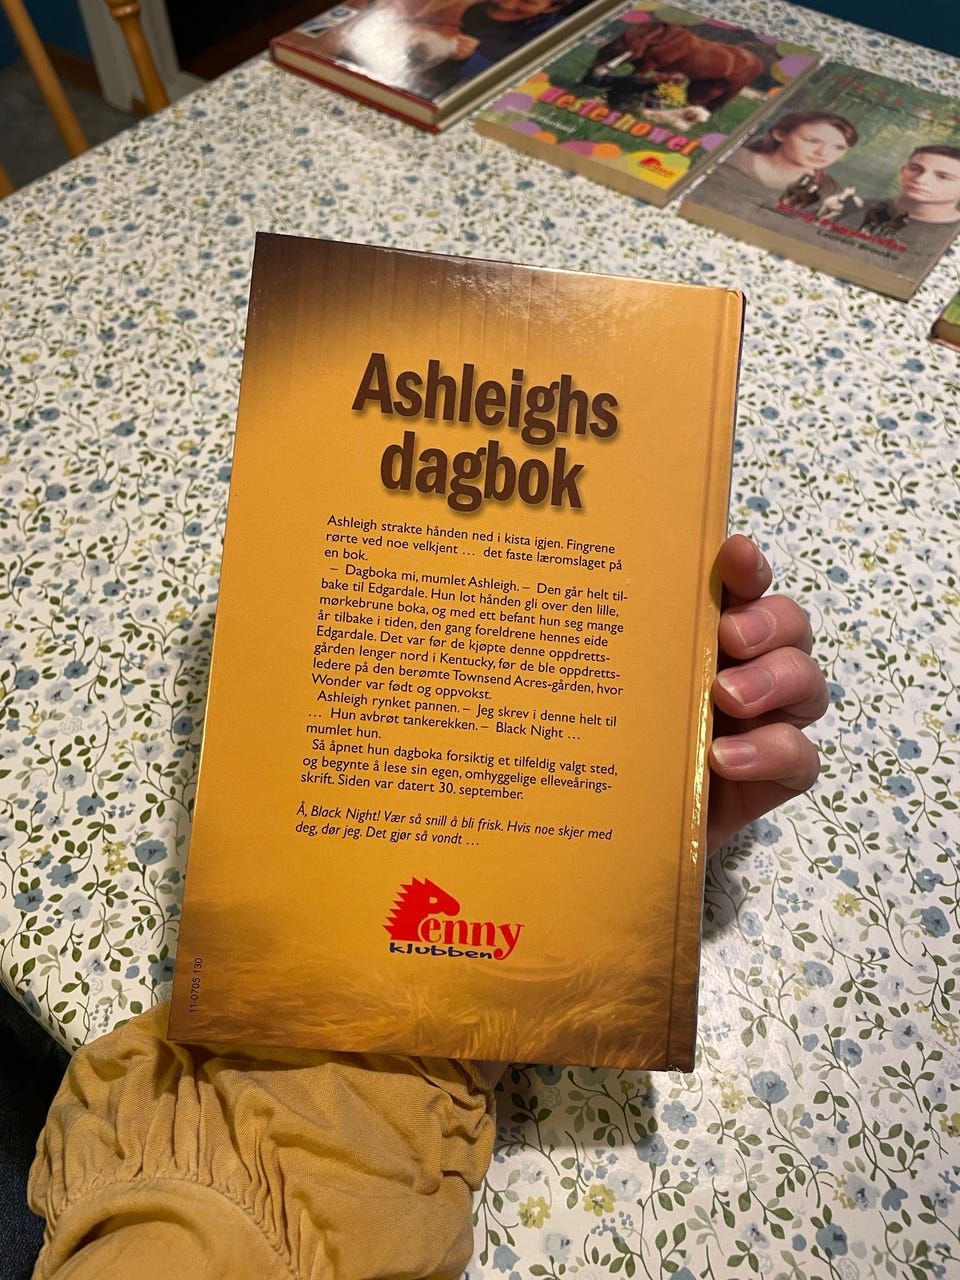 Hesteshower
Lauren Brooke
Ashleighs
dagbok
Ashleigh strakte hånden ned i kista igjen. Fingrene
rørte ved noe velkjent … det faste læromslaget på
en bok.
– Dagboka mi, mumlet Ashleigh. – Den går helt til-
bake til Edgardale. Hun lot hånden gli over den lille,
mørkebrune boka, og med ett befant hun seg mange
år tilbake i tiden, den gang foreldrene hennes eide
Edgardale. Det var før de kjøpte denne oppdretts-
gården lenger nord i Kentucky, før de ble oppdretts-
ledere på den berømte Townsend Acres-gården, hvor
Wonder var født og oppvokst.
Ashleigh rynket pannen. – Jeg skrev i denne helt til
… Hun avbrøt tankerekken. – Black Night …
mumlet hun.
Så åpnet hun dagboka forsiktig et tilfeldig valgt sted,
og begynte å lese sin egen, omhyggelige elleveårings-
skrift. Siden var datert 30. september.
Å, Black Night! Vær så snill å bli frisk. Hvis noe skjer med
deg, dør jeg. Det gjør så vondt …
Penny
klubben
11-0705 130